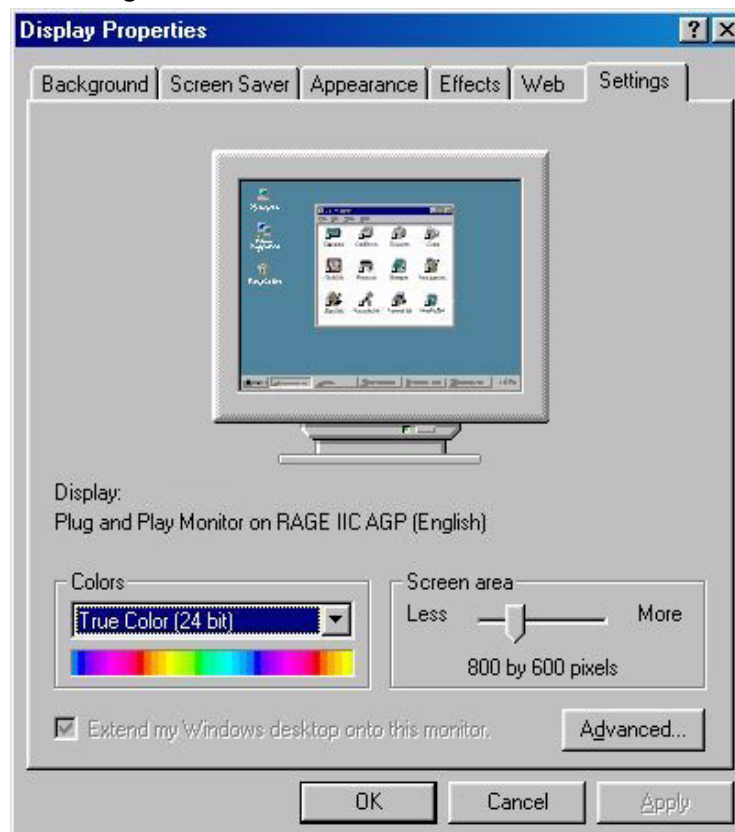 Display Properties
Background Screen Saver Appearance Effects Web Settings
Display:
Plug and Play Monitor on RAGE IIC AGP (English)
Colors
True Color (24 bit)
Screen area
Less More
800 by 600 pixels
Extend my Windows desktop onto this monitor.
Advanced...
OK Cancel Apply